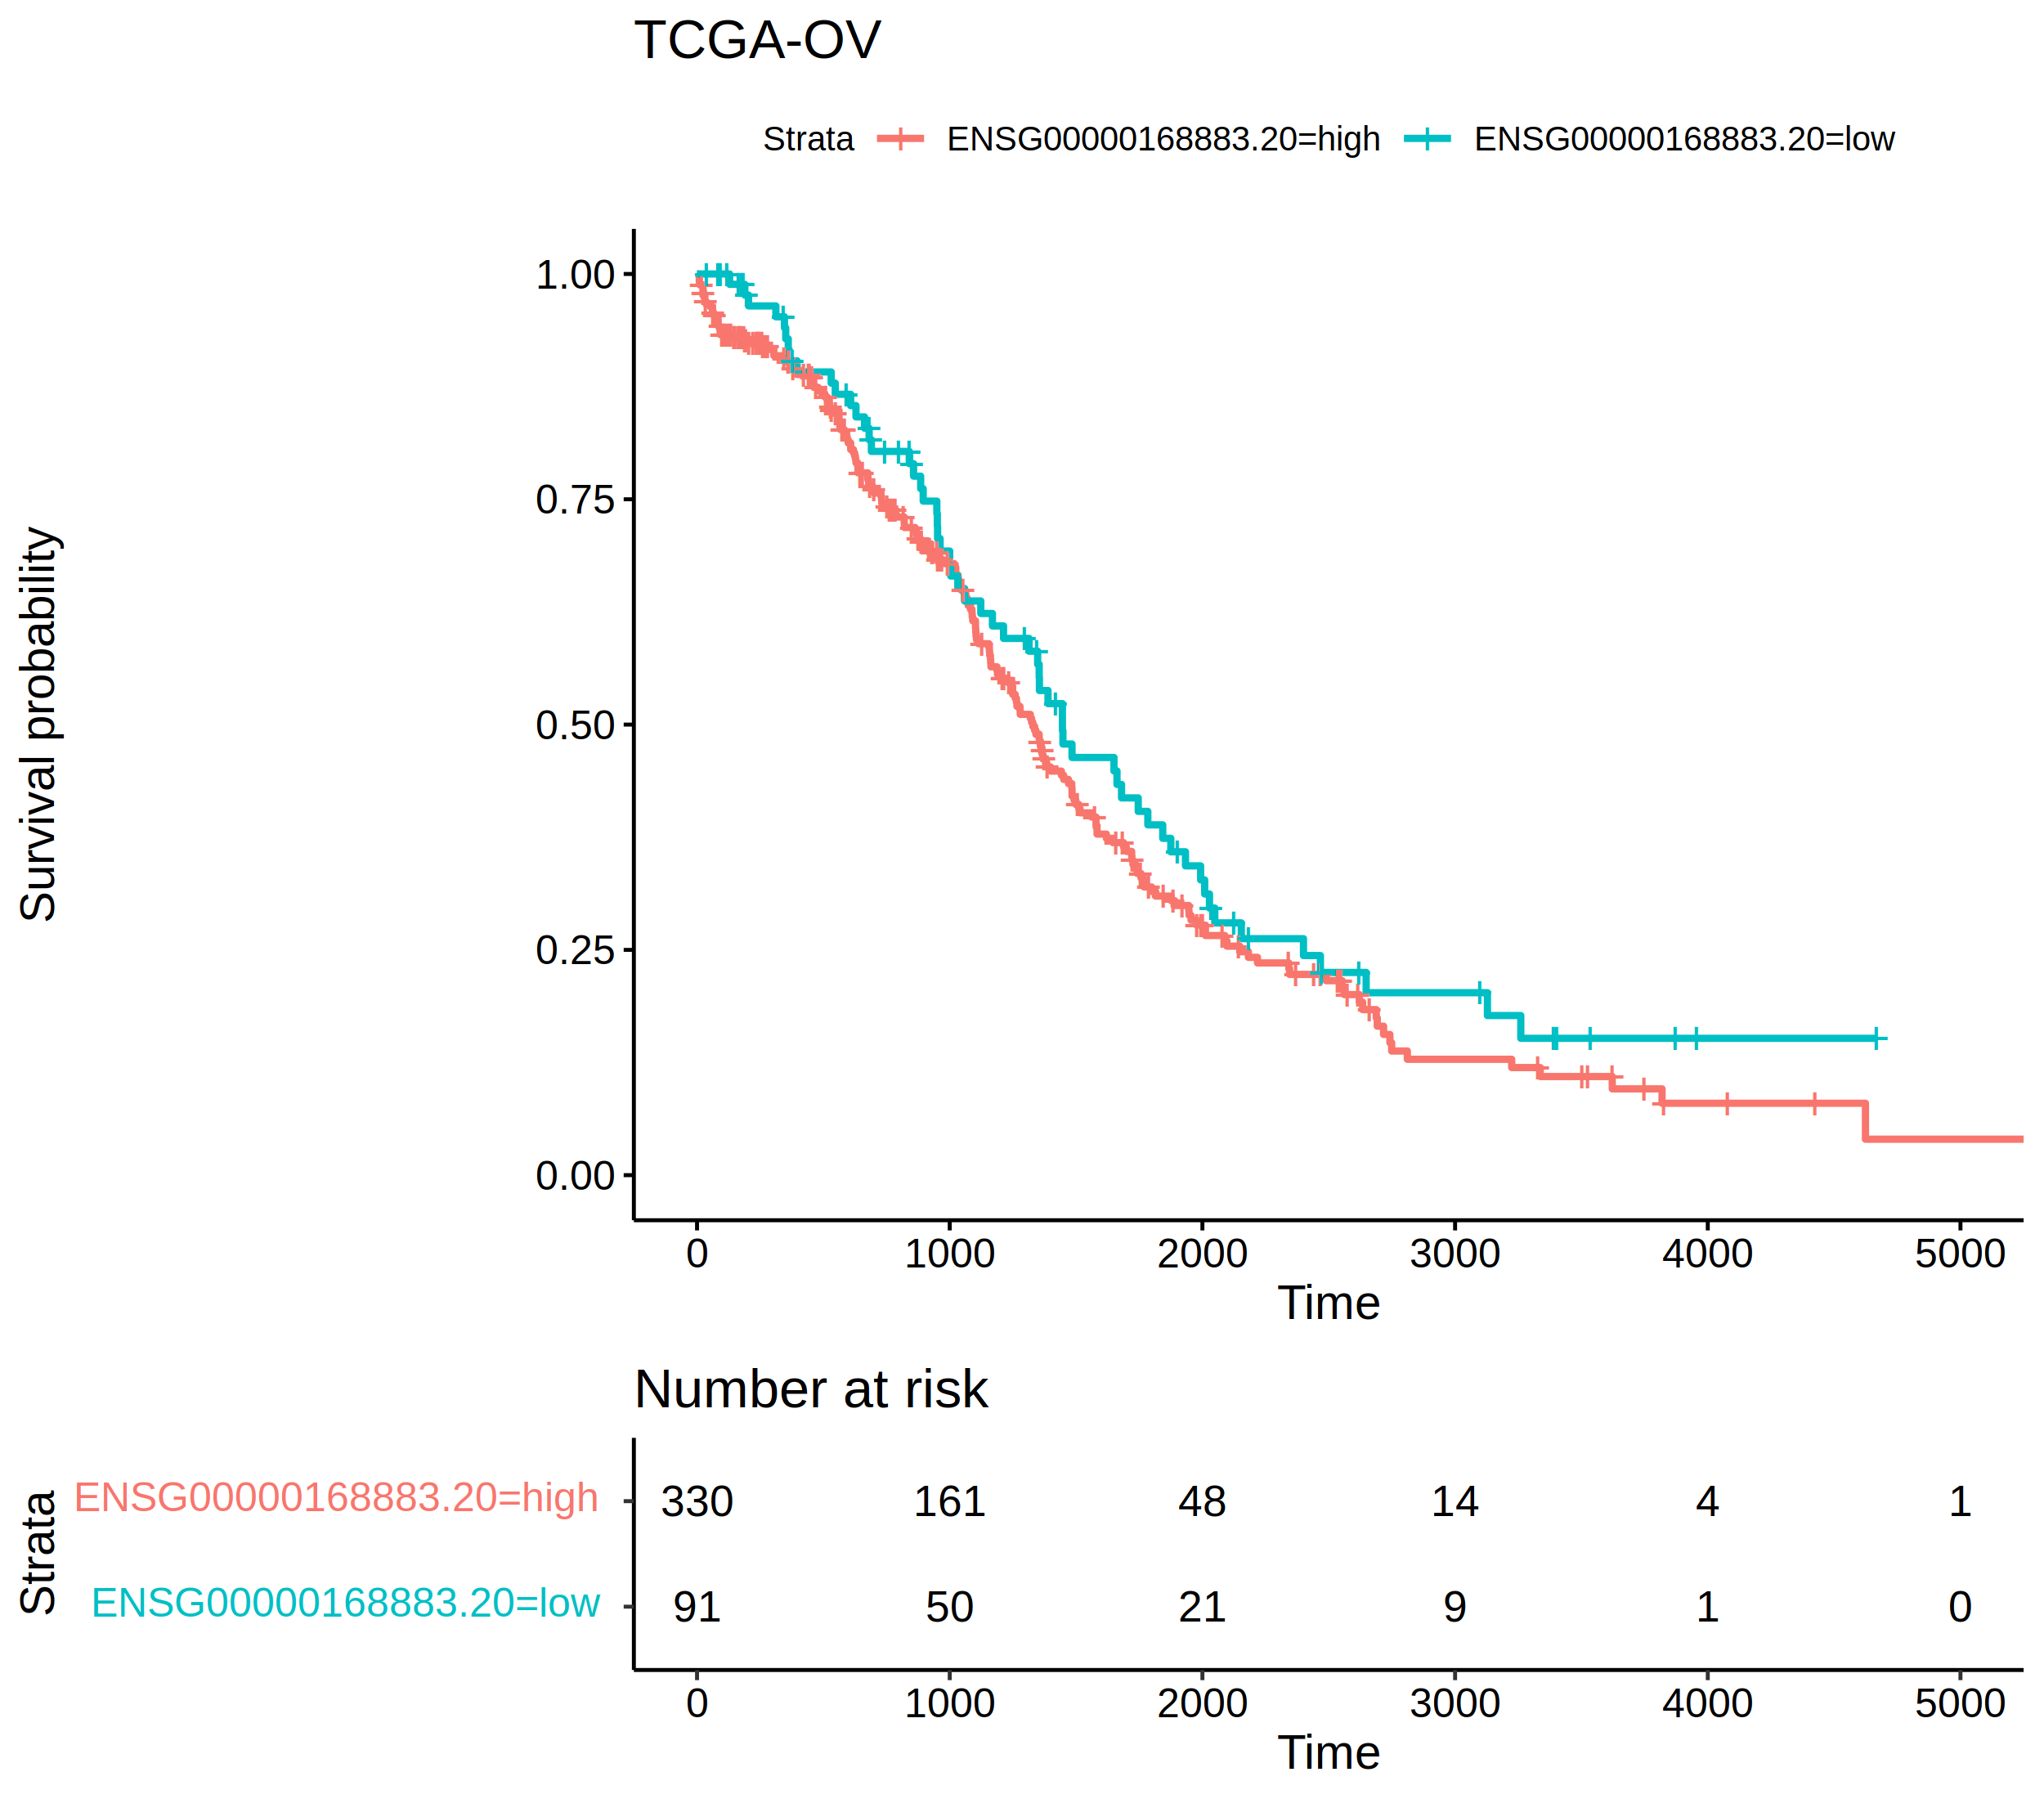 TCGA-OV
Strata ENSG00000168883.20=high ENSG00000168883.20=low
Survival probability
1.00
0.75
0.50
0.25
0.00
0 1000 2000 3000 4000 5000
Time
Number at risk
Strata
ENSG00000168883.20=high 330 161 48 14 4 1
ENSG00000168883.20=low 91 50 21 9 1 0
0 1000 2000 3000 4000 5000
Time